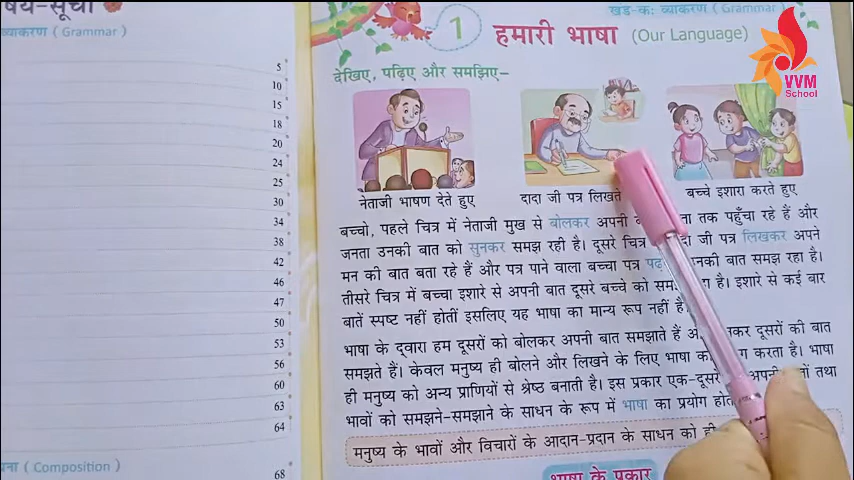 षय-सूची
व्याकरण ( Grammar )
5
10
15
18
20
24
25
30
34
38
42
46
47
50
53
56
60
63
64
( Composition )
68
खंड-क: व्याकरण ( Grammar )
1 हमारी भाषा (Our Language)
VVM
School
देखिए, पढ़िए और समझिए–
नेताजी भाषण देते हुए
दादा जी पत्र लिखते
बच्चे इशारा करते हुए
बच्चो, पहले चित्र में नेताजी मुख से बोलकर अपनी ता तक पहुँचा रहे हैं और
जनता उनकी बात को सुनकर समझ रही है। दूसरे चित्र दा जी पत्र लिखकर अपने
मन की बात बता रहे हैं और पत्र पाने वाला बच्चा पत्र नकी बात समझ रहा है।
तीसरे चित्र में बच्चा इशारे से अपनी बात दूसरे बच्चे को है। इशारे से कई बार
बातें स्पष्ट नहीं होतीं इसलिए यह भाषा का मान्य रूप नहीं है
भाषा के द्वारा हम दूसरों को बोलकर अपनी बात समझाते हैं नकर दूसरों की बात
समझते हैं। केवल मनुष्य ही बोलने और लिखने के लिए भाषा करता है। भाषा
ही मनुष्य को अन्य प्राणियों से श्रेष्ठ बनाती है। इस प्रकार एक-दूसरे अपनी तथा
भावों को समझने-समझाने के साधन के रूप में भाषा का प्रयोग
मनुष्य के भावों और विचारों के आदान-प्रदान के साधन को ही
भाषा के प्रकार